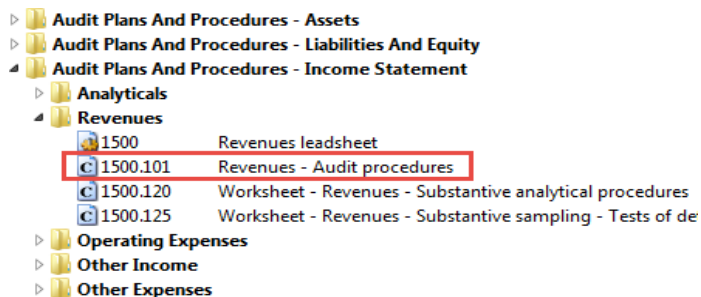 Audit Plans And Procedures - Assets
Audit Plans And Procedures - Liabilities And Equity
Audit Plans And Procedures - Income Statement
Analyticals
Revenues
1500 Revenues leadsheet
1500.101 Revenues - Audit procedures
1500.120 Worksheet - Revenues - Substantive analytical procedures
1500.125 Worksheet - Revenues - Substantive sampling - Tests of de
Operating Expenses
Other Income
Other Expenses